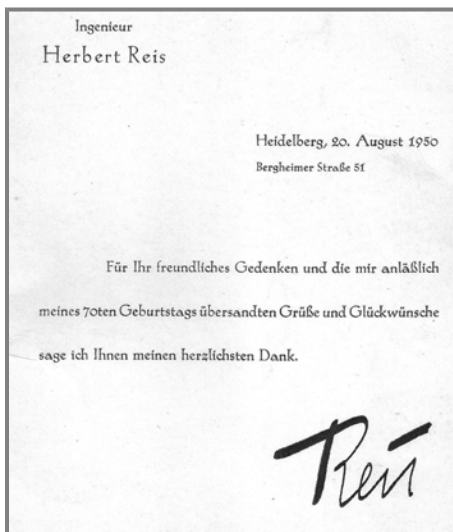 Ingenieur
Herbert Reis
Heidelberg, 20. August 1950
Bergheimer Straße 51
Für Ihr freundliches Gedenken und die mir anläßlich
meines 70ten Geburtstags übersandten Grüße und Glückwünsche
sage ich Ihnen meinen herzlichsten Dank.
Reis